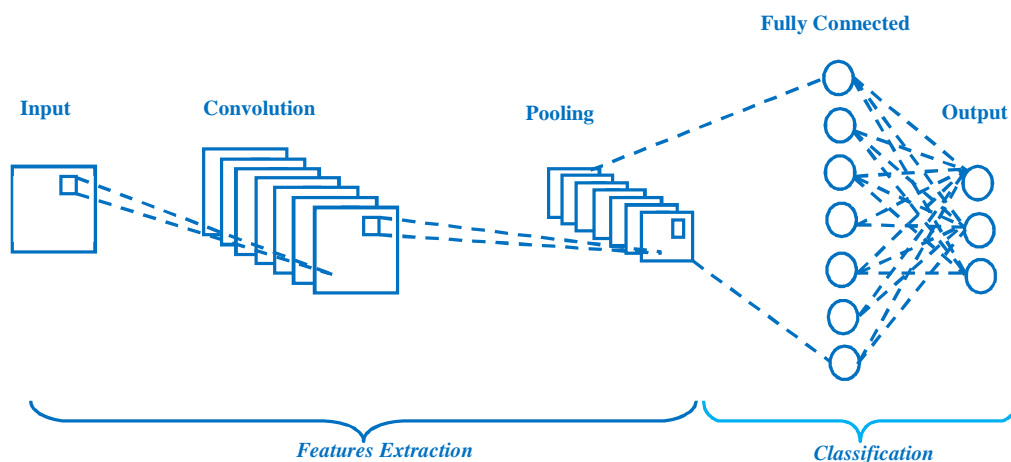 Fully Connected
Input
Convolution
Pooling
Output
Features Extraction
Classification